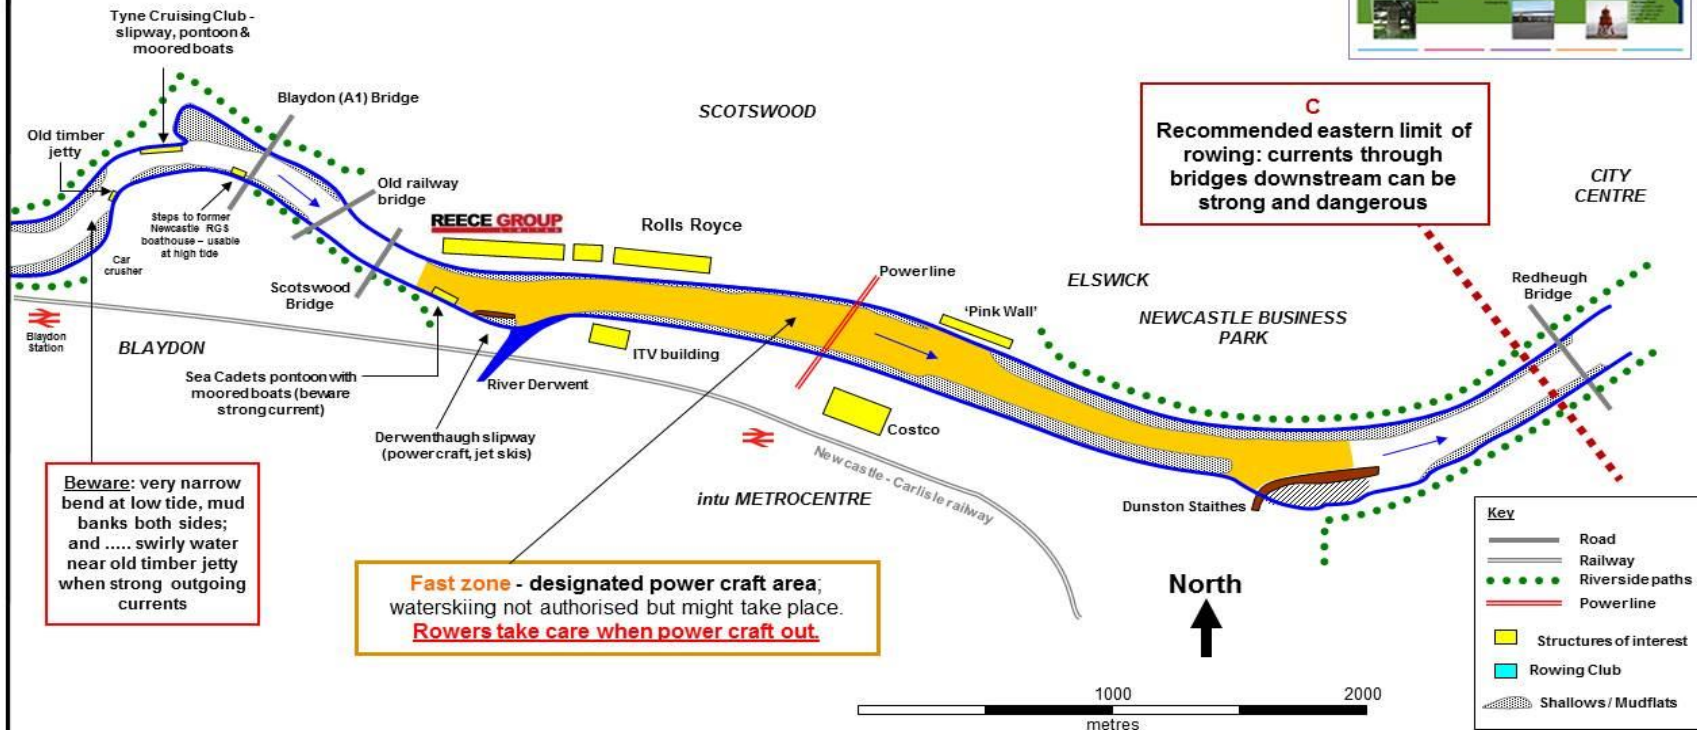 Tyne Cruising Club -
slipway, pontoon &
moored boats
Blaydon (A1) Bridge
SCOTSWOOD
C
Recommended eastern limit of
rowing: currents through
bridges downstream can be
strong and dangerous
CITY
CENTRE
Old timber
jetty
Old railway
bridge
Steps to former
Newcastle RGS
boathouse – usable
at high tide
Car
crusher
REECE GROUP
LIMITED
Rolls Royce
Powerline
ELSWICK
Redheugh
Bridge
Scotswood
Bridge
'Pink Wall'
NEWCASTLE BUSINESS
PARK
Blaydon
Station
BLAYDON
ITV building
Sea Cadets pontoon with
moored boats (beware
strong current)
River Derwent
Derwenthaugh slipway
(power craft, jet skis)
Costco
Newcastle - Carlisle railway
intu METROCENTRE
Dunston Staithes
Beware: very narrow
bend at low tide, mud
banks both sides;
and ..... swirly water
near old timber jetty
when strong outgoing
currents
Fast zone - designated power craft area;
waterskiing not authorised but might take place.
Rowers take care when power craft out.
North
1000
2000
metres
Key
Road
Railway
Riverside paths
Powerline
Structures of interest
Rowing Club
Shallows / Mudflats